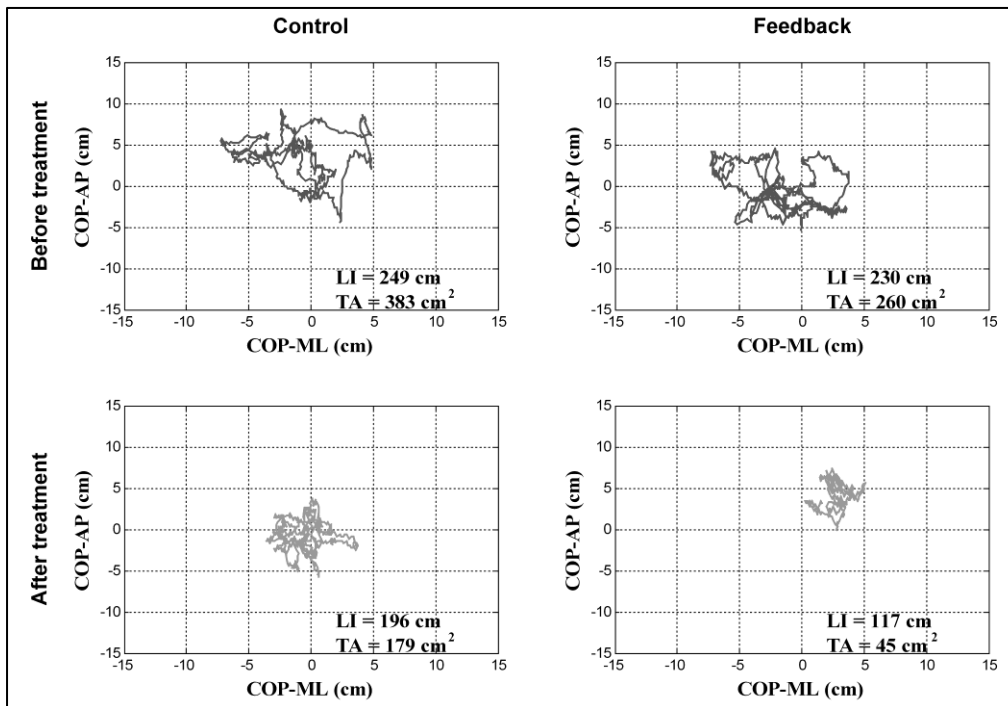 Control
Feedback
Before treatment
COP-AP (cm)
15
10
5
0
-5
-10
-15
LI = 249 cm
TA = 383 cm²
-15 -10 -5 0 5 10 15
COP-ML (cm)
COP-AP (cm)
15
10
5
0
-5
-10
-15
LI = 230 cm
TA = 260 cm²
-15 -10 -5 0 5 10 15
COP-ML (cm)
After treatment
COP-AP (cm)
15
10
5
0
-5
-10
-15
LI = 196 cm
TA = 179 cm²
-15 -10 -5 0 5 10 15
COP-ML (cm)
COP-AP (cm)
15
10
5
0
-5
-10
-15
LI = 117 cm
TA = 45 cm²
-15 -10 -5 0 5 10 15
COP-ML (cm)